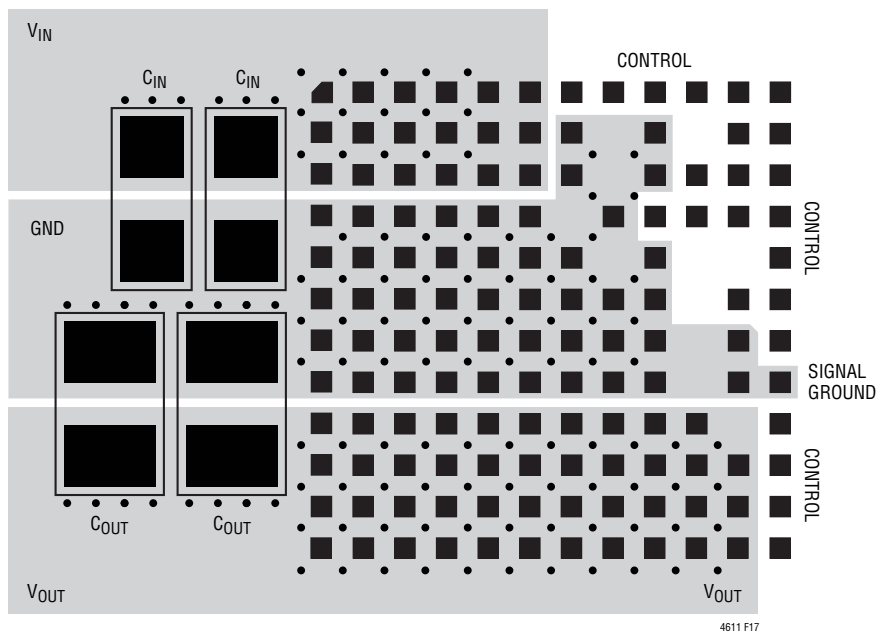 VIN
CONTROL
CIN
CIN
GND
CONTROL
SIGNAL
GROUND
CONTROL
COUT
COUT
VOUT
VOUT
4611 F17